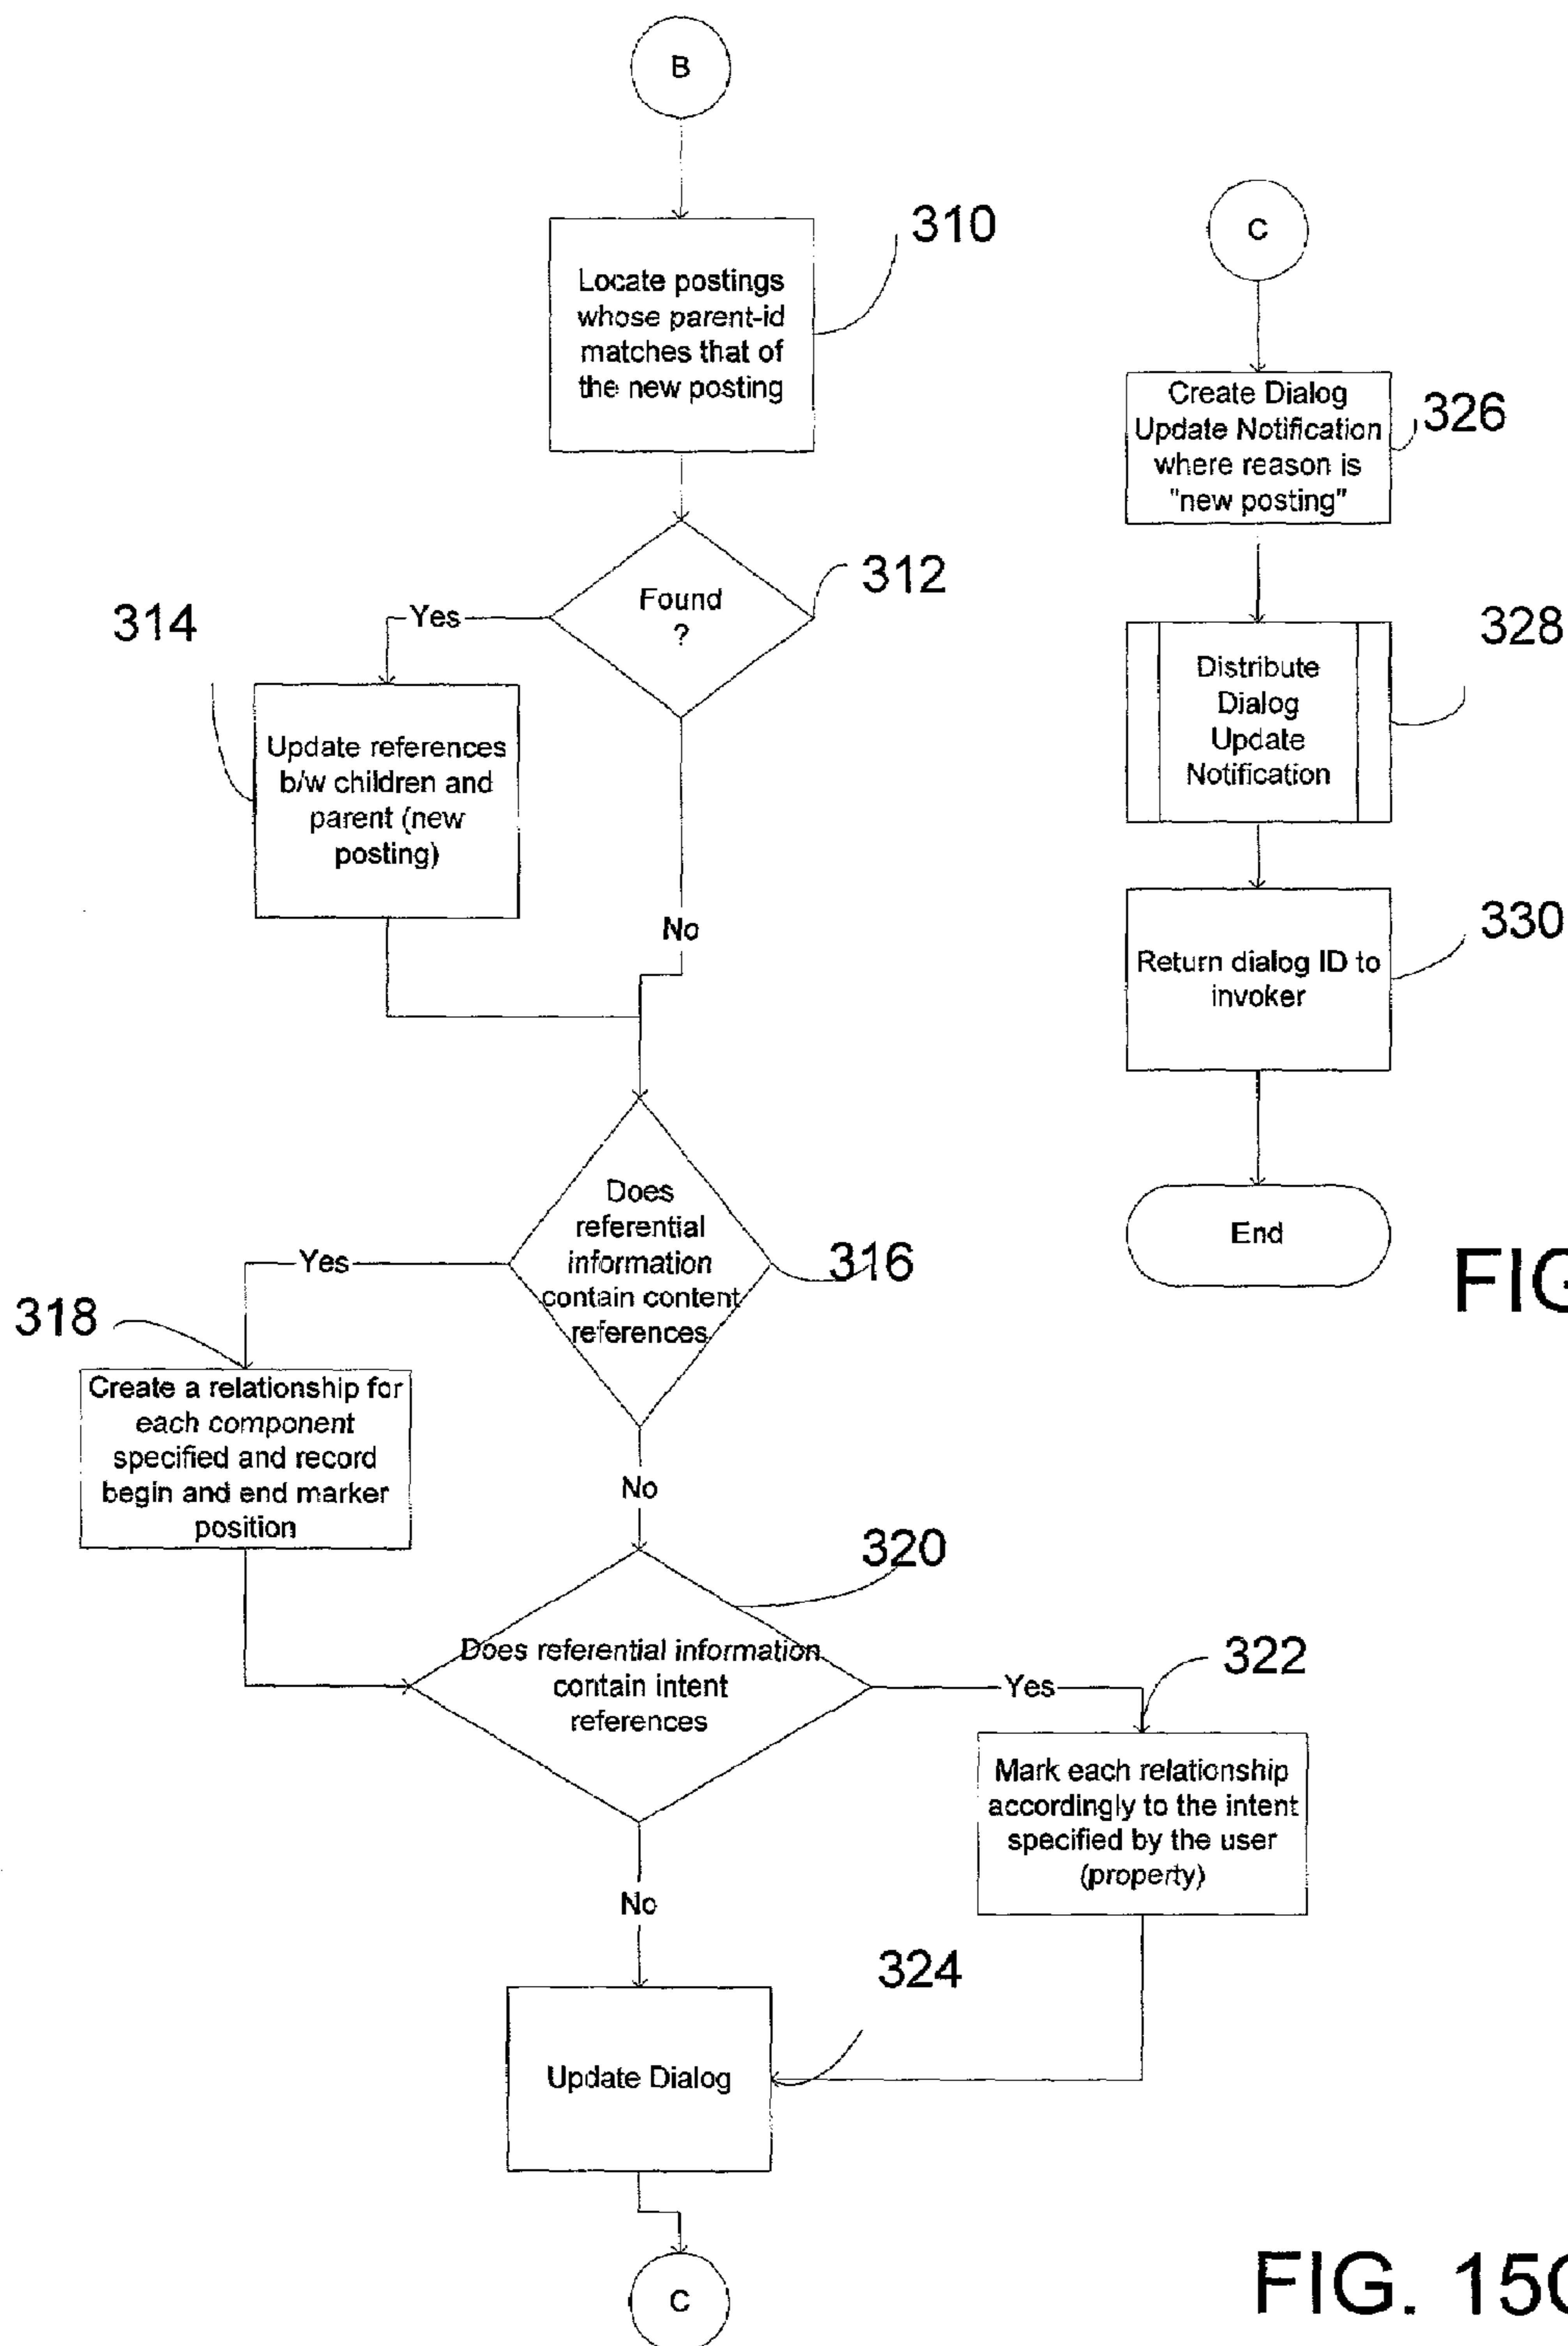 B
310
Locate postings
whose parent-id
matches that of
the new posting
312
Found
?
Yes
314
Update references
b/w children and
parent (new
posting)
No
316
Does
referential
information
contain content
references
Yes
318
Create a relationship for
each component
specified and record
begin and end marker
position
No
320
Does referential information
contain intent
references
Yes
322
Mark each relationship
accordingly to the intent
specified by the user
(property)
No
324
Update Dialog
C
C
326
Create Dialog
Update Notification
where reason is
"new posting"
328
Distribute
Dialog
Update
Notification
330
Return dialog ID to
invoker
End
FIG
FIG. 15